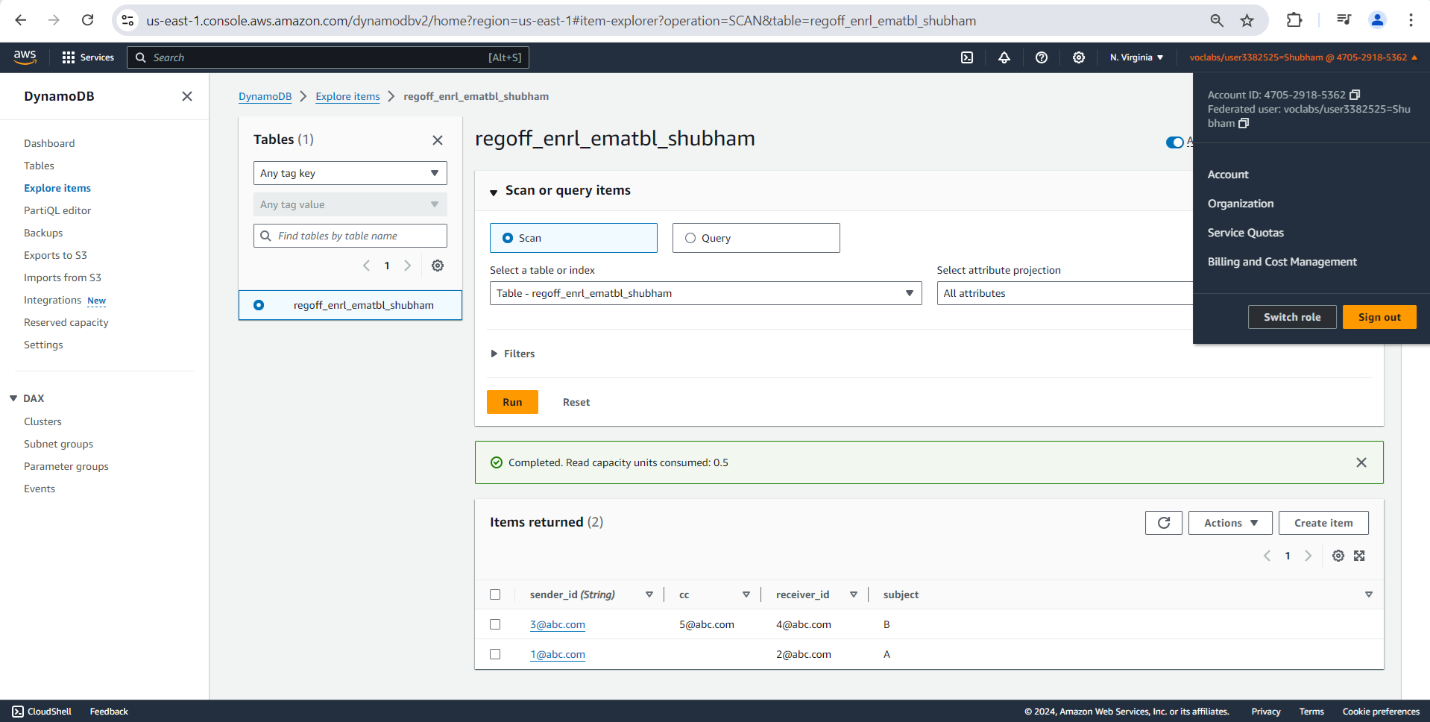 us-east-1.console.aws.amazon.com/dynamodbv2/home?region=us-east-1#item-explorer?operation=SCAN&table=regoff_enrl_ematbl_shubham
aws Services Search [Alt+S] N. Virginia voclabs/user3382525=Shubham @ 4705-2918-5362
Account ID: 4705-2918-5362
Federated user: voclabs/user3382525=Shu
bham
Account
Organization
Service Quotas
Billing and Cost Management
Switch role Sign out
DynamoDB
Dashboard
Tables
Explore items
PartiQL editor
Backups
Exports to S3
Imports from S3
Integrations New
Reserved capacity
Settings
DAX
Clusters
Subnet groups
Parameter groups
Events
DynamoDB Explore items regoff_enrl_ematbl_shubham
Tables (1)
Any tag key
Any tag value
Find tables by table name
1
regoff_enrl_ematbl_shubham
regoff_enrl_ematbl_shubham
Scan or query items
Scan Query
Select a table or index Select attribute projection
Table - regoff_enrl_ematbl_shubham All attributes
Filters
Run Reset
Completed. Read capacity units consumed: 0.5
Items returned (2) Actions Create item
1
sender_id (String) cc receiver_id subject
3@abc.com 5@abc.com 4@abc.com B
1@abc.com 2@abc.com A
CloudShell Feedback © 2024, Amazon Web Services, Inc. or its affiliates. Privacy Terms Cookie preferences